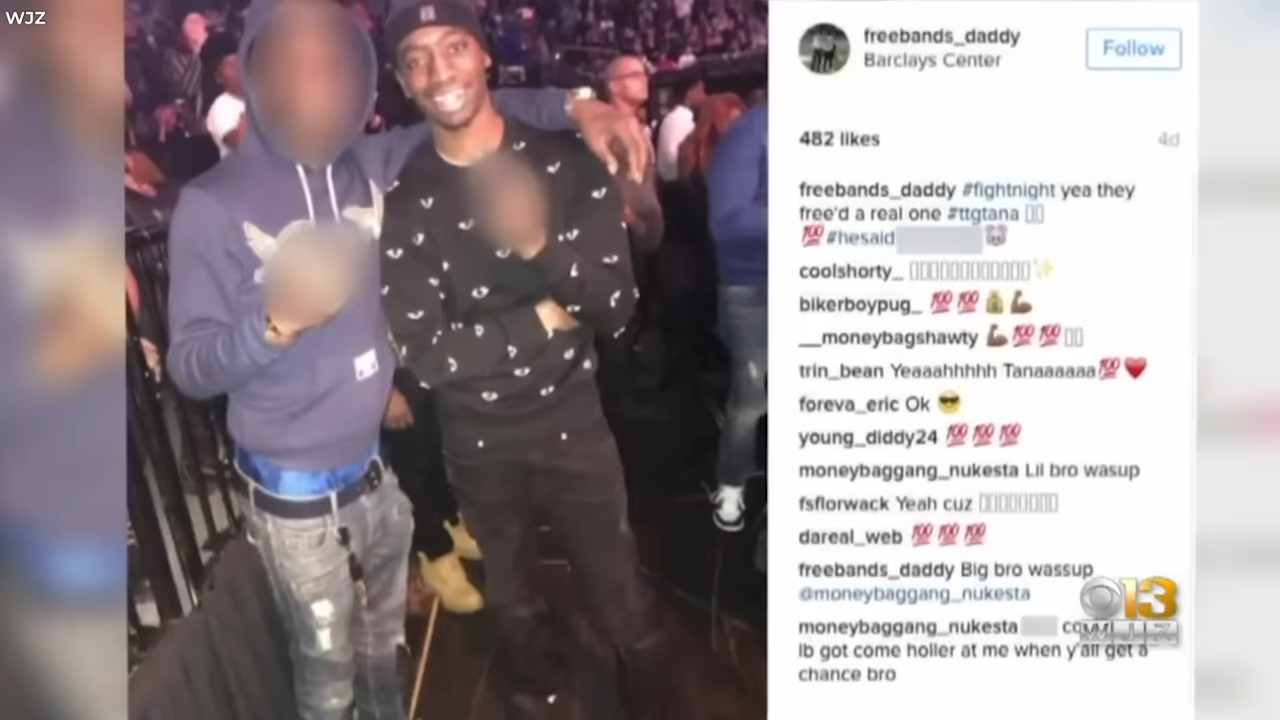 WJZ
freebands_daddy
Barclays Center
Follow
482 likes
4d
freebands_daddy #fightnight yea they
free'd a real one #ttgtana
💯 #hesaid
coolshorty_ ✨
bikerboypug_ 💯 💯 💰 💪🏾
__moneybagshawty 💪🏾 💯 💯
trin_bean Yeaaahhhhh Tanaaaaaa 💯 ❤️
foreva_eric Ok 😎
young_diddy24 💯 💯 💯
moneybaggang_nukesta Lil bro wasup
fsflorwack Yeah cuz
dareal_web 💯 💯 💯
freebands_daddy Big bro wassup
@moneybaggang_nukesta
moneybaggang_nukesta
lb got come holler at me when y'all get a
chance bro
13
WJZ